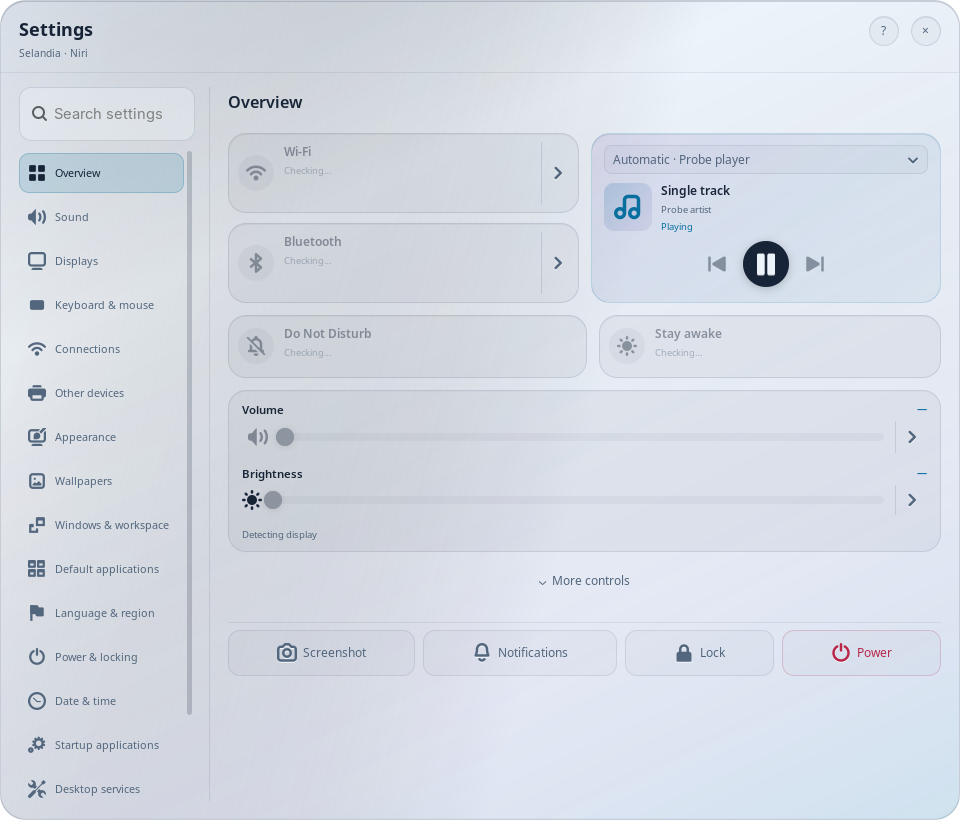 Settings
Selandia · Niri
?
×
Search settings
Overview
Sound
Displays
Keyboard & mouse
Connections
Other devices
Appearance
Wallpapers
Windows & workspace
Default applications
Language & region
Power & locking
Date & time
Startup applications
Desktop services
Overview
Wi-Fi
Checking...
Bluetooth
Checking...
Automatic · Probe player
Single track
Probe artist
Playing
Do Not Disturb
Checking...
Stay awake
Checking...
Volume
—
Brightness
—
Detecting display
More controls
Screenshot
Notifications
Lock
Power